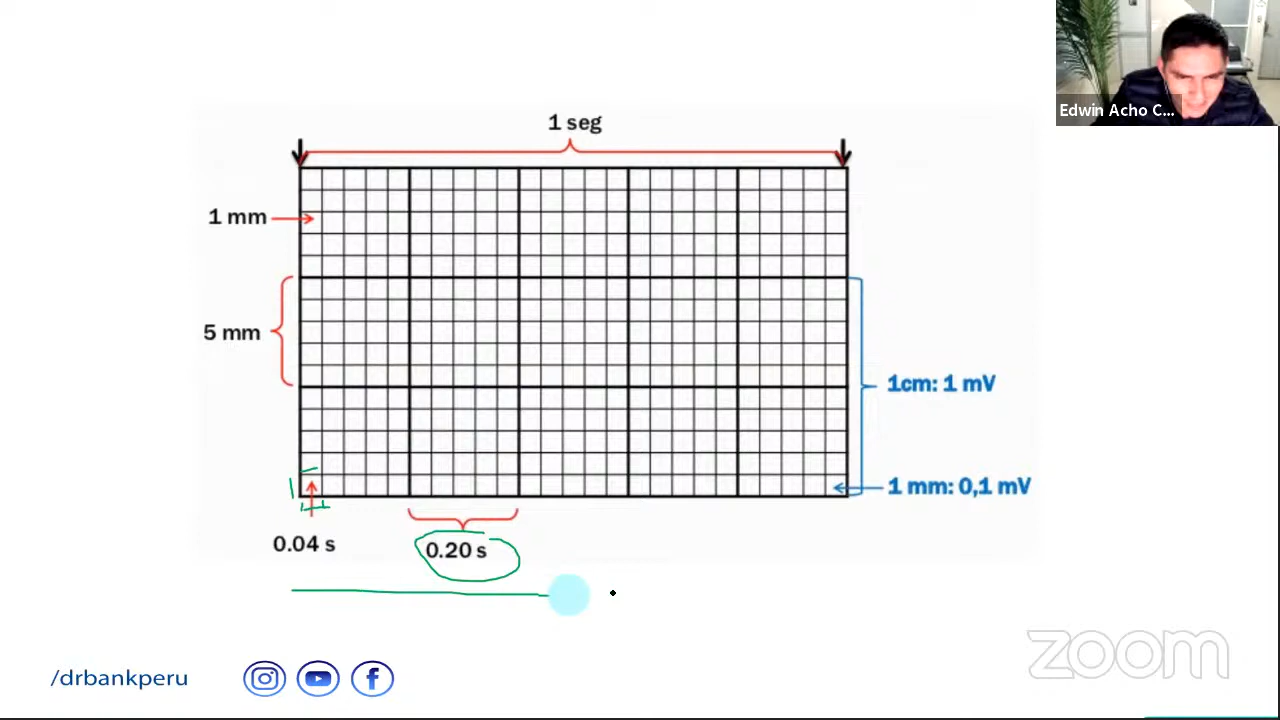 Edwin Acho C...
1 seg
1 mm
5 mm
1cm: 1 mV
1 mm: 0,1 mV
0.04 s
0.20 s
/drbankperu
zoom